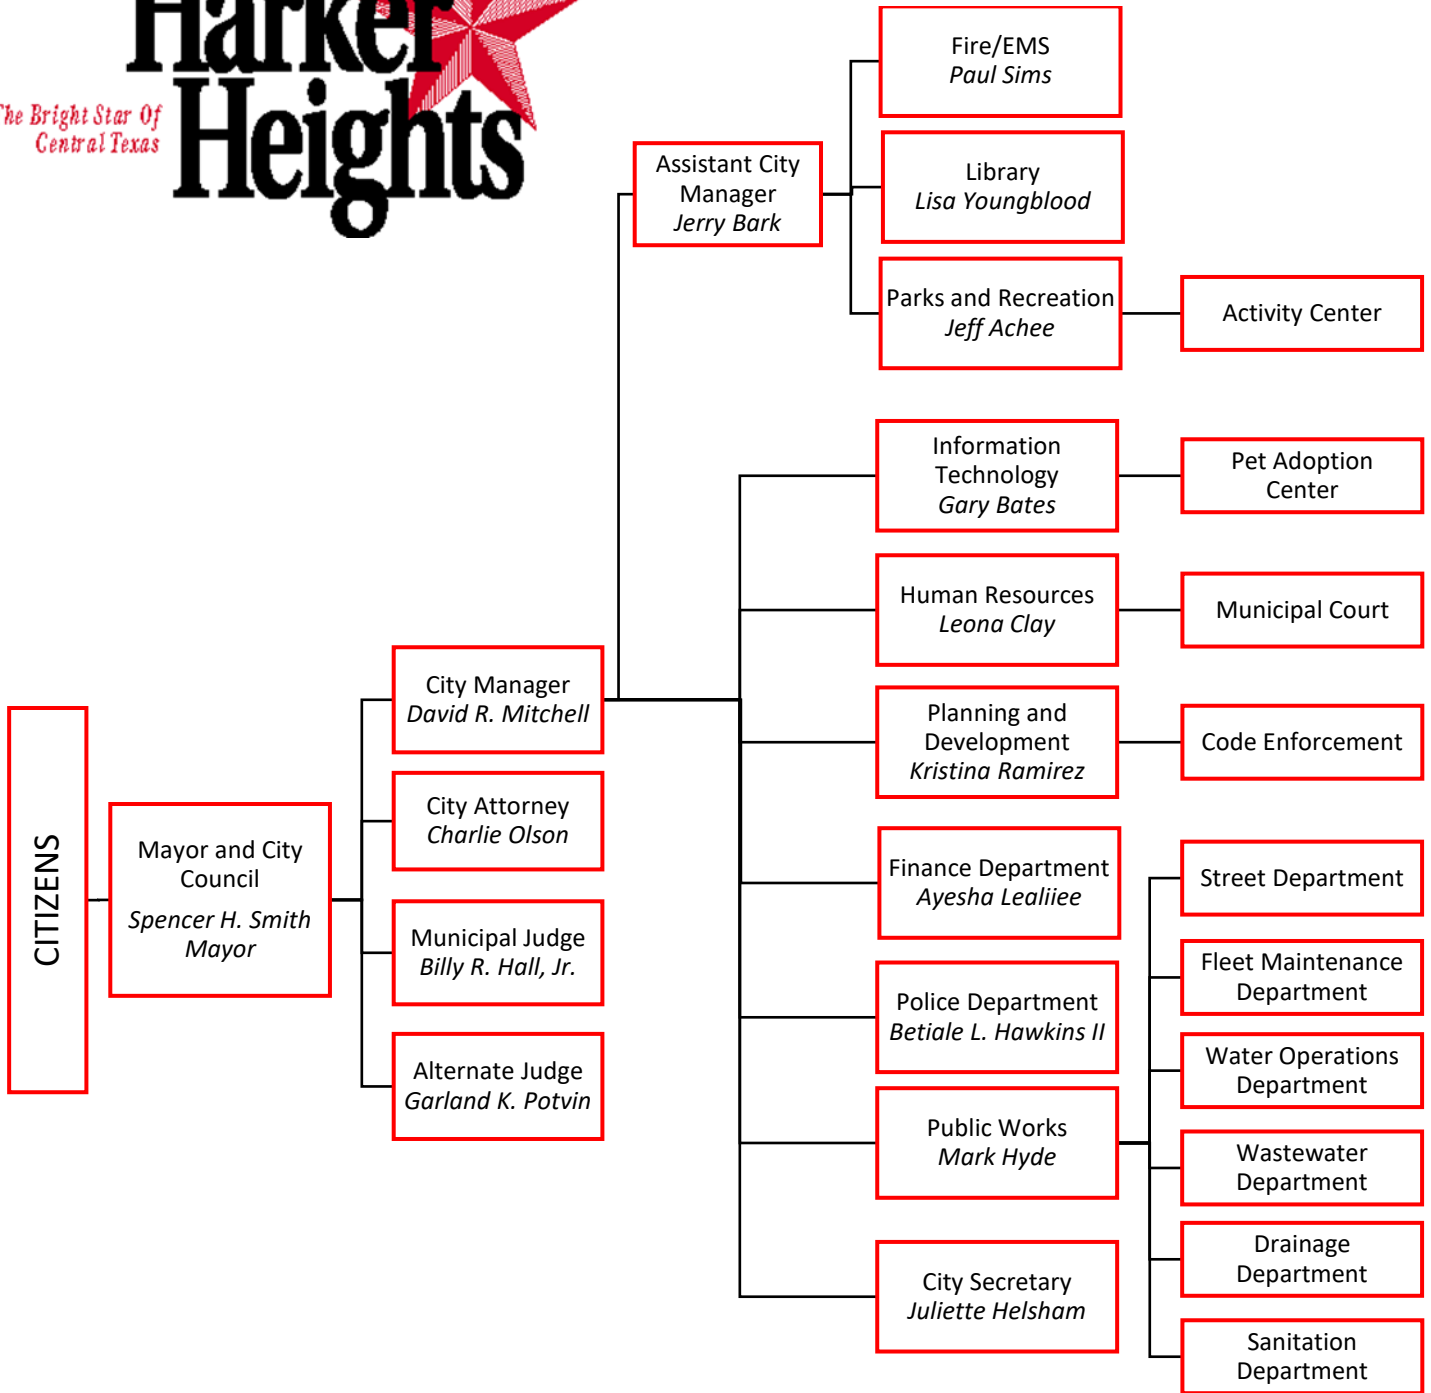 Harker
Heights
The Bright Star Of
Central Texas
CITIZENS
Mayor and City
Council
Spencer H. Smith
Mayor
City Manager
David R. Mitchell
City Attorney
Charlie Olson
Municipal Judge
Billy R. Hall, Jr.
Alternate Judge
Garland K. Potvin
Assistant City
Manager
Jerry Bark
Fire/EMS
Paul Sims
Library
Lisa Youngblood
Parks and Recreation
Jeff Achee
Activity Center
Information
Technology
Gary Bates
Pet Adoption
Center
Human Resources
Leona Clay
Municipal Court
Planning and
Development
Kristina Ramirez
Code Enforcement
Finance Department
Ayesha Lealiiee
Police Department
Betiale L. Hawkins II
Public Works
Mark Hyde
Street Department
Fleet Maintenance
Department
Water Operations
Department
Wastewater
Department
Drainage
Department
Sanitation
Department
City Secretary
Juliette Helsham